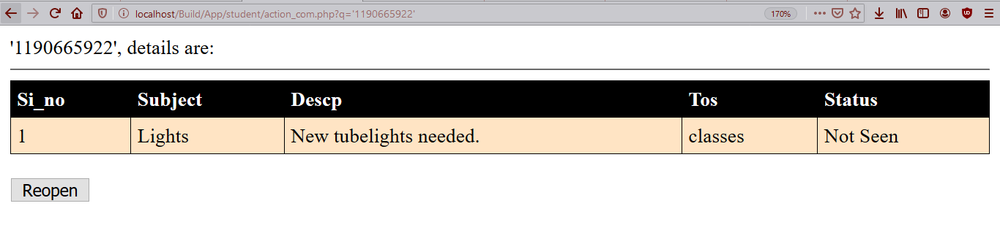 localhost/Build/App/student/action_com.php?q='1190665922' 170%
'1190665922', details are:
Si_no Subject Descp Tos Status
1 Lights New tubelights needed. classes Not Seen
Reopen